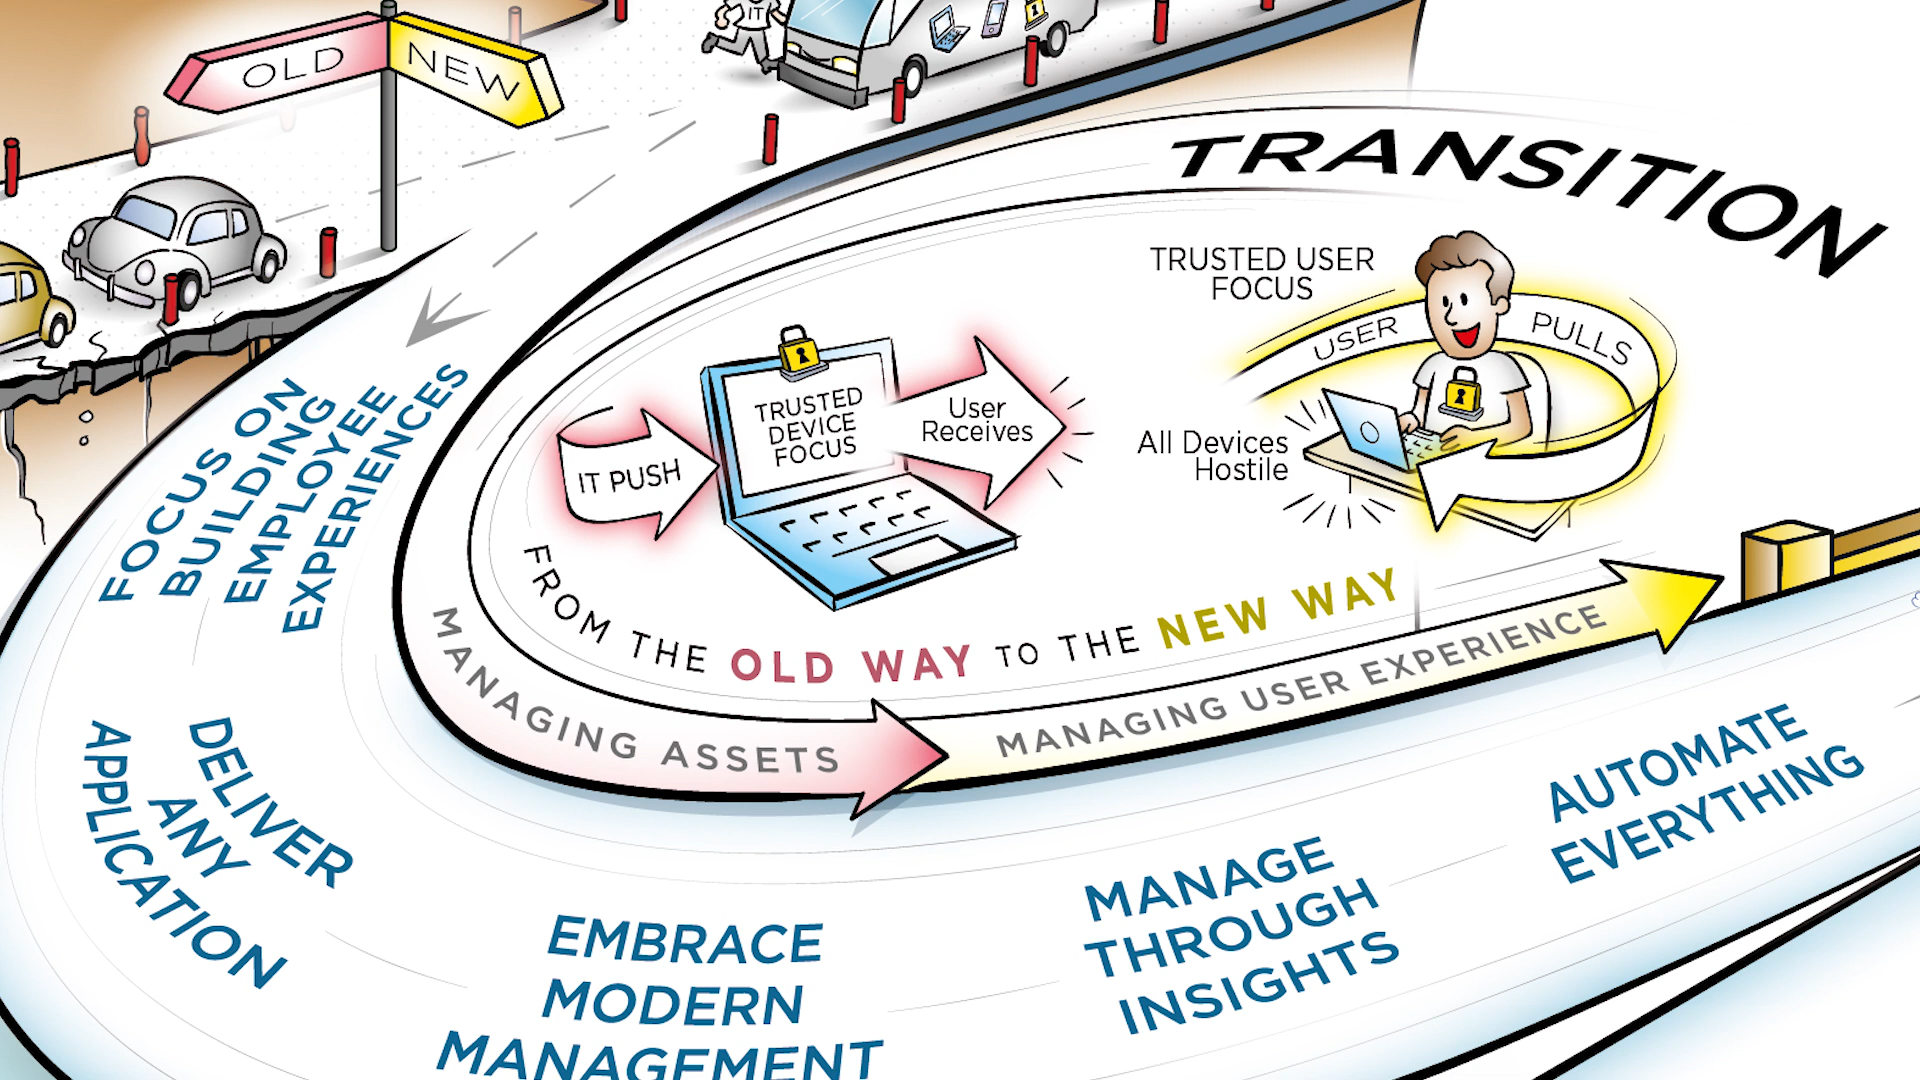 OLD
NEW
IT
TRANSITION
TRUSTED USER
FOCUS
USER PULLS
All Devices
Hostile
IT PUSH
TRUSTED
DEVICE
FOCUS
User
Receives
FROM THE OLD WAY TO THE NEW WAY
MANAGING ASSETS
MANAGING USER EXPERIENCE
FOCUS ON
BUILDING
EMPLOYEE
EXPERIENCES
DELIVER
ANY
APPLICATION
EMBRACE
MODERN
MANAGEMENT
MANAGE
THROUGH
INSIGHTS
AUTOMATE
EVERYTHING